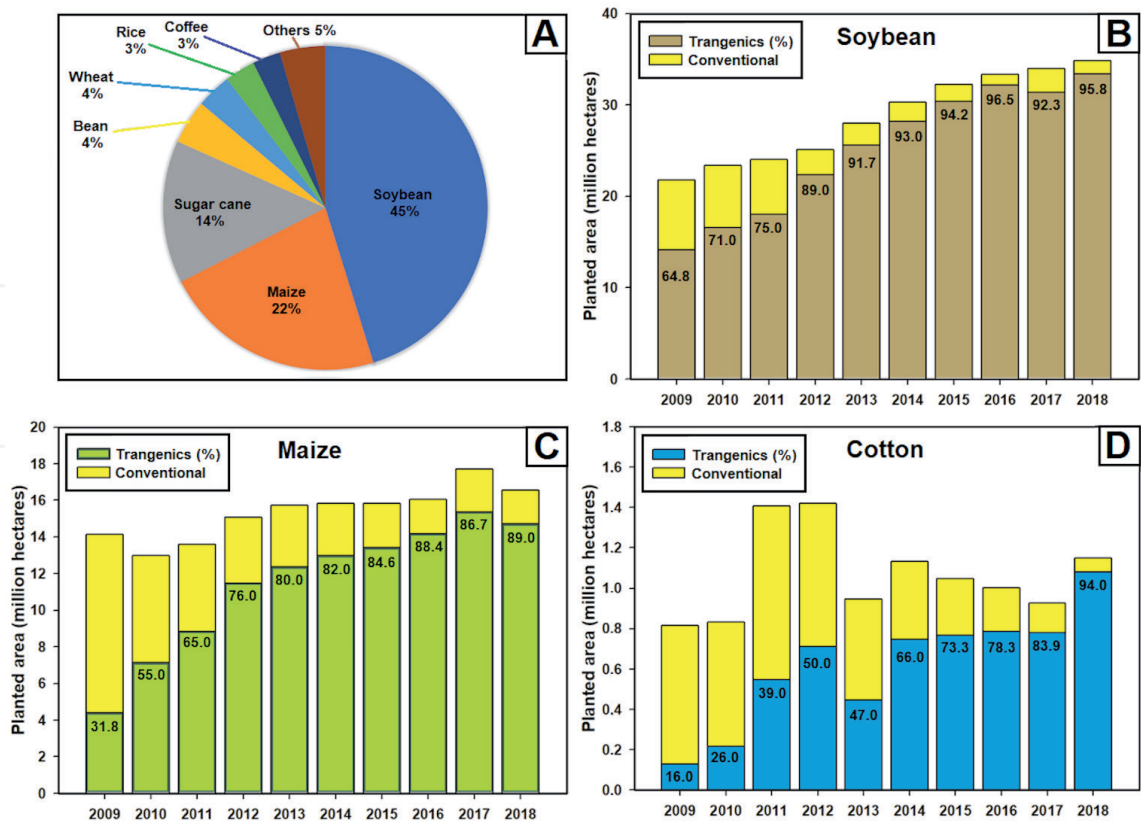 A
Rice
3%
Coffee
3%
Others 5%
Wheat
4%
Bean
4%
Sugar cane
14%
Soybean
45%
Maize
22%
B
Soybean
Trangenics (%)
Conventional
Planted area (million hectares)
40
30
20
10
0
64.8
71.0
75.0
89.0
91.7
93.0
94.2
96.5
92.3
95.8
2009 2010 2011 2012 2013 2014 2015 2016 2017 2018
C
Maize
Trangenics (%)
Conventional
Planted area (million hectares)
20
18
16
14
12
10
8
6
4
2
0
31.8
55.0
65.0
76.0
80.0
82.0
84.6
88.4
86.7
89.0
2009 2010 2011 2012 2013 2014 2015 2016 2017 2018
D
Cotton
Trangenics (%)
Conventional
Planted area (million hectares)
1.8
1.6
1.4
1.2
1.0
0.8
0.6
0.4
0.2
0.0
16.0
26.0
39.0
50.0
47.0
66.0
73.3
78.3
83.9
94.0
2009 2010 2011 2012 2013 2014 2015 2016 2017 2018